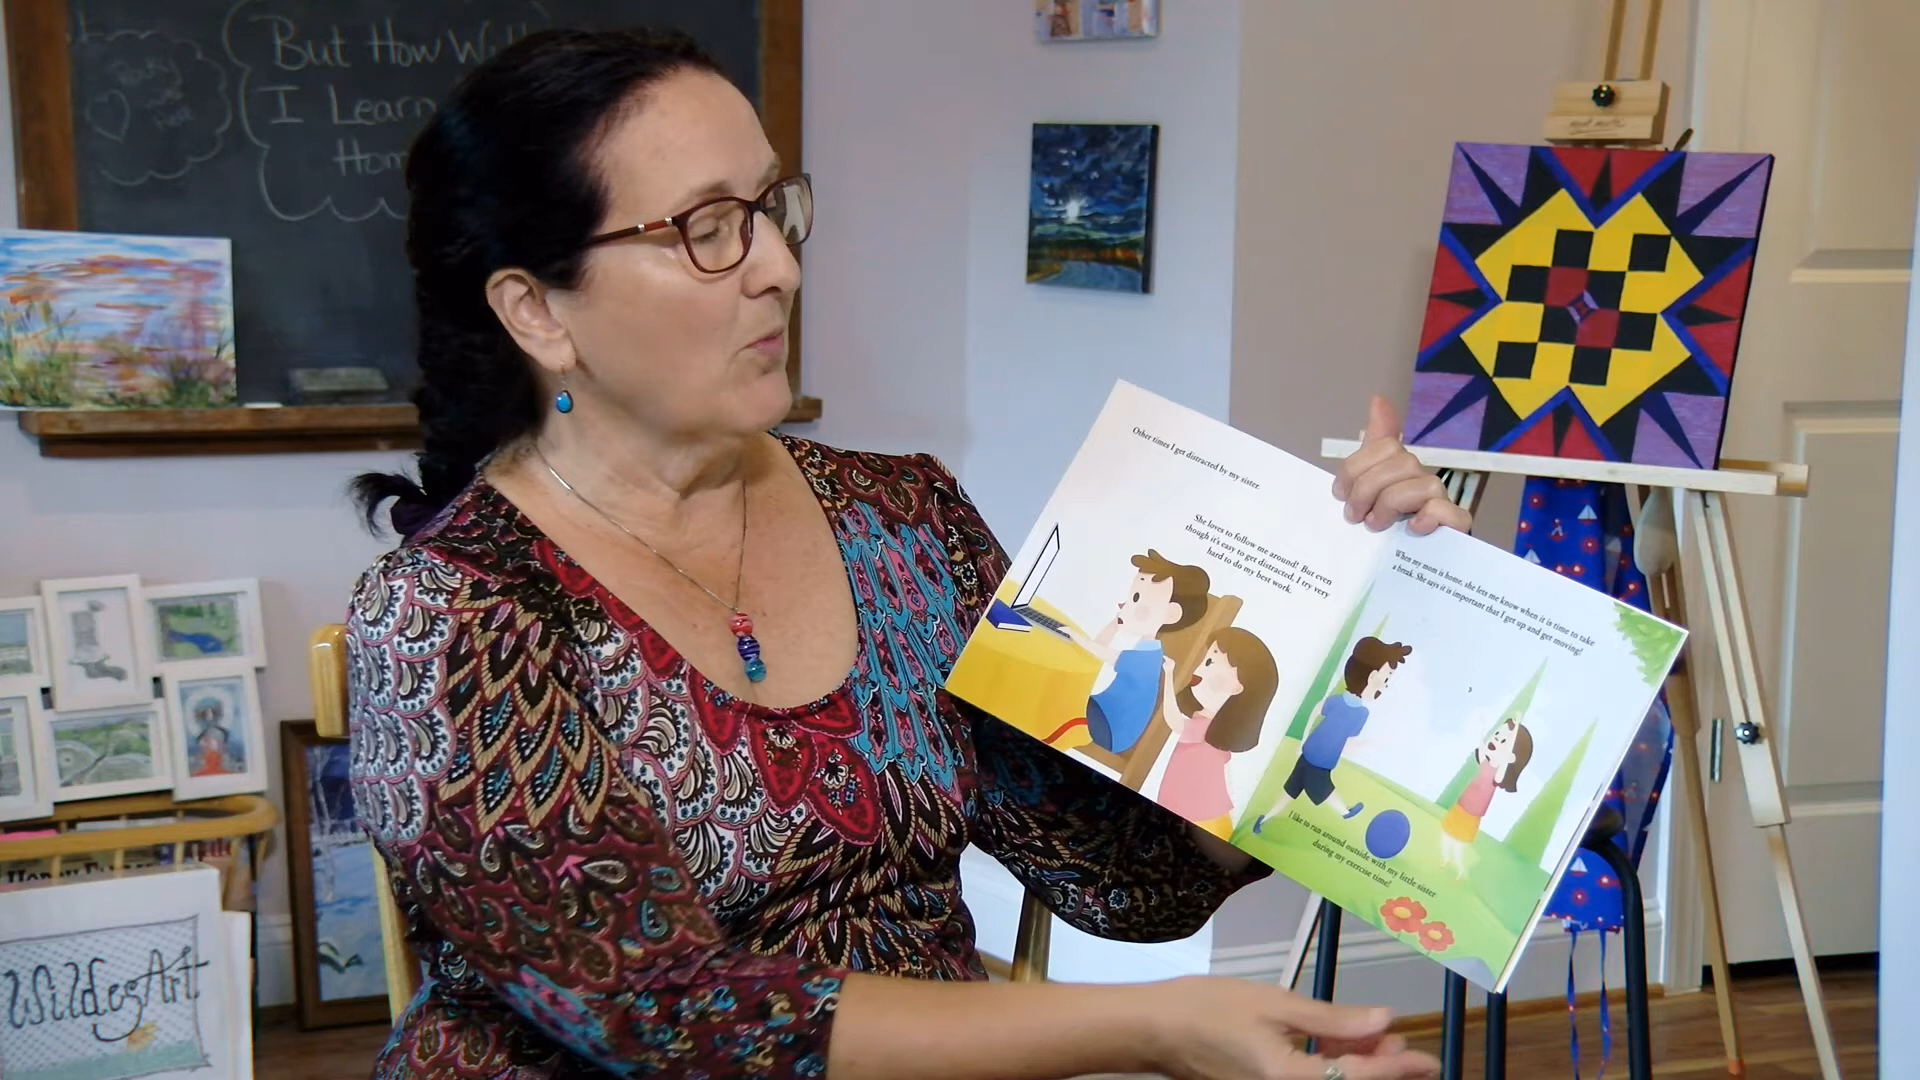 But How Will
I Learn
Hom
Other times I get distracted by my sister.
She loves to follow me around! But even
though it's easy to get distracted, I try very
hard to do my best work.
When my mom is home, she lets me know when it is time to take
a break. She says it is important that I get up and get moving!
I like to run around outside with my little sister
during my exercise time!
WildesArt